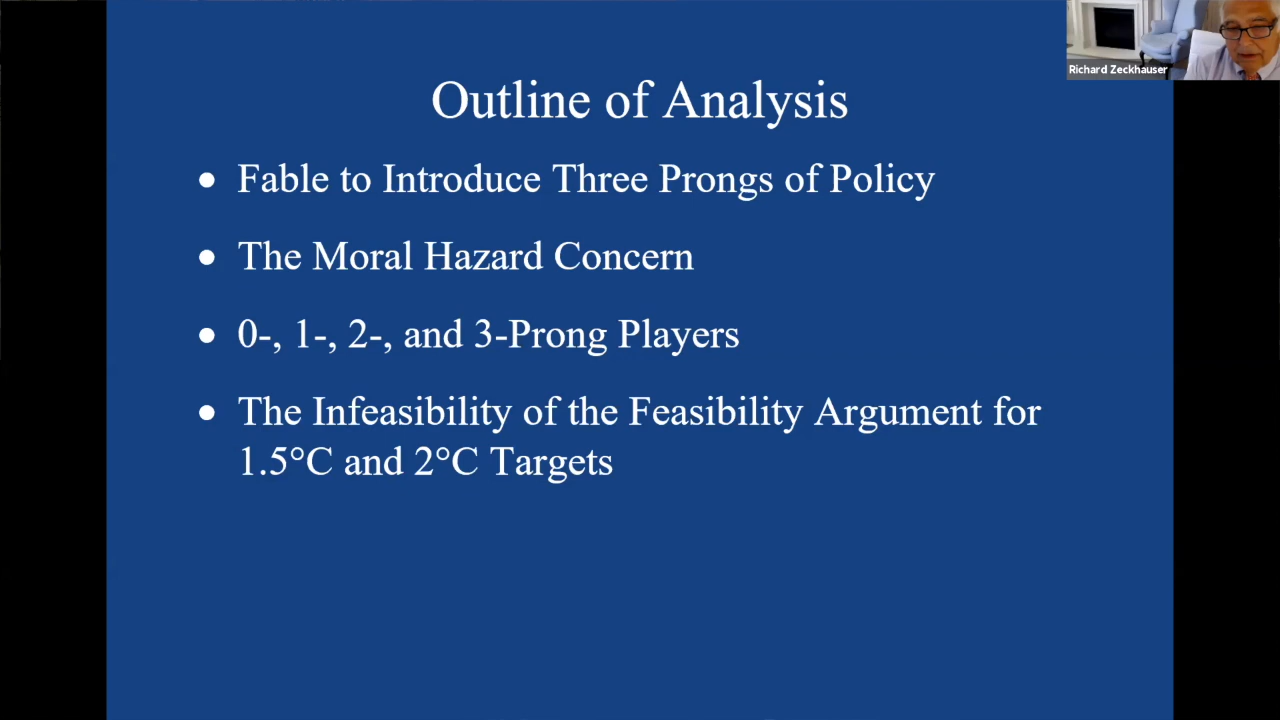 Richard Zeckhauser
Outline of Analysis
• Fable to Introduce Three Prongs of Policy
• The Moral Hazard Concern
• 0-, 1-, 2-, and 3-Prong Players
• The Infeasibility of the Feasibility Argument for
1.5°C and 2°C Targets